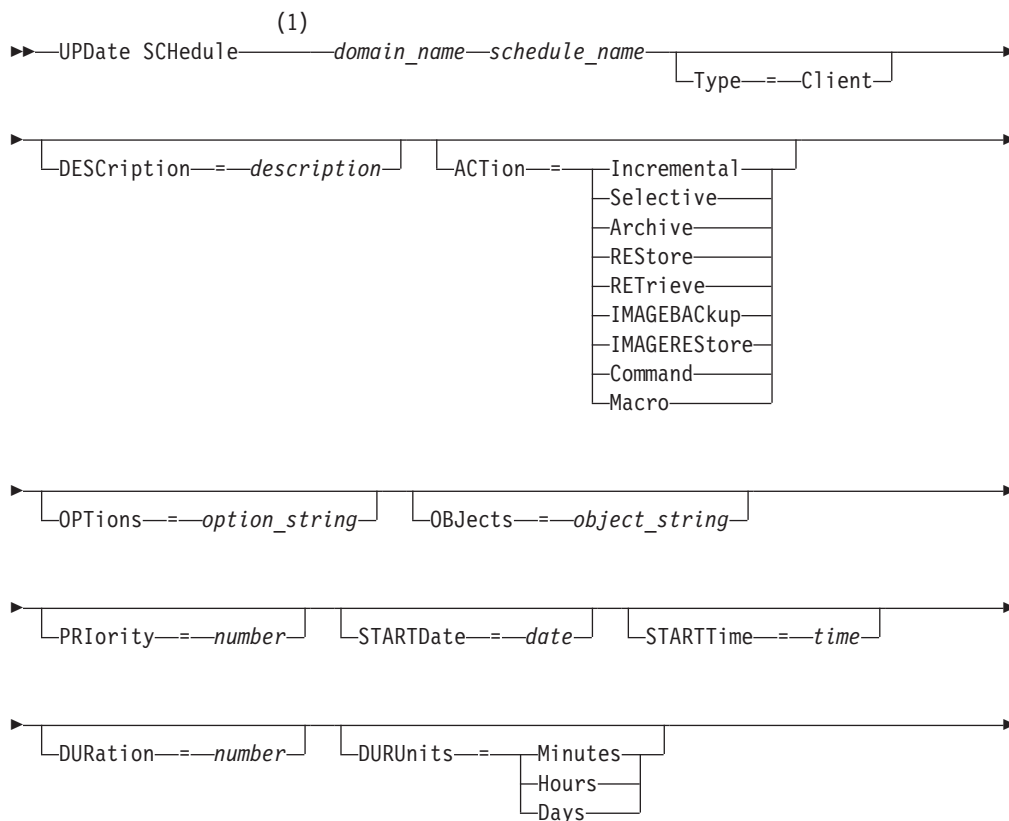 (1)
UPDate SCHedule domain_name schedule_name
Type = Client
DESCription = description ACTion = Incremental
Selective
Archive
REStore
RETrieve
IMAGEBACkup
IMAGEREStore
Command
Macro
OPTions = option_string OBJects = object_string
PRIority = number STARTDate = date STARTTime = time
DURation = number DURUnits = Minutes
Hours
Days